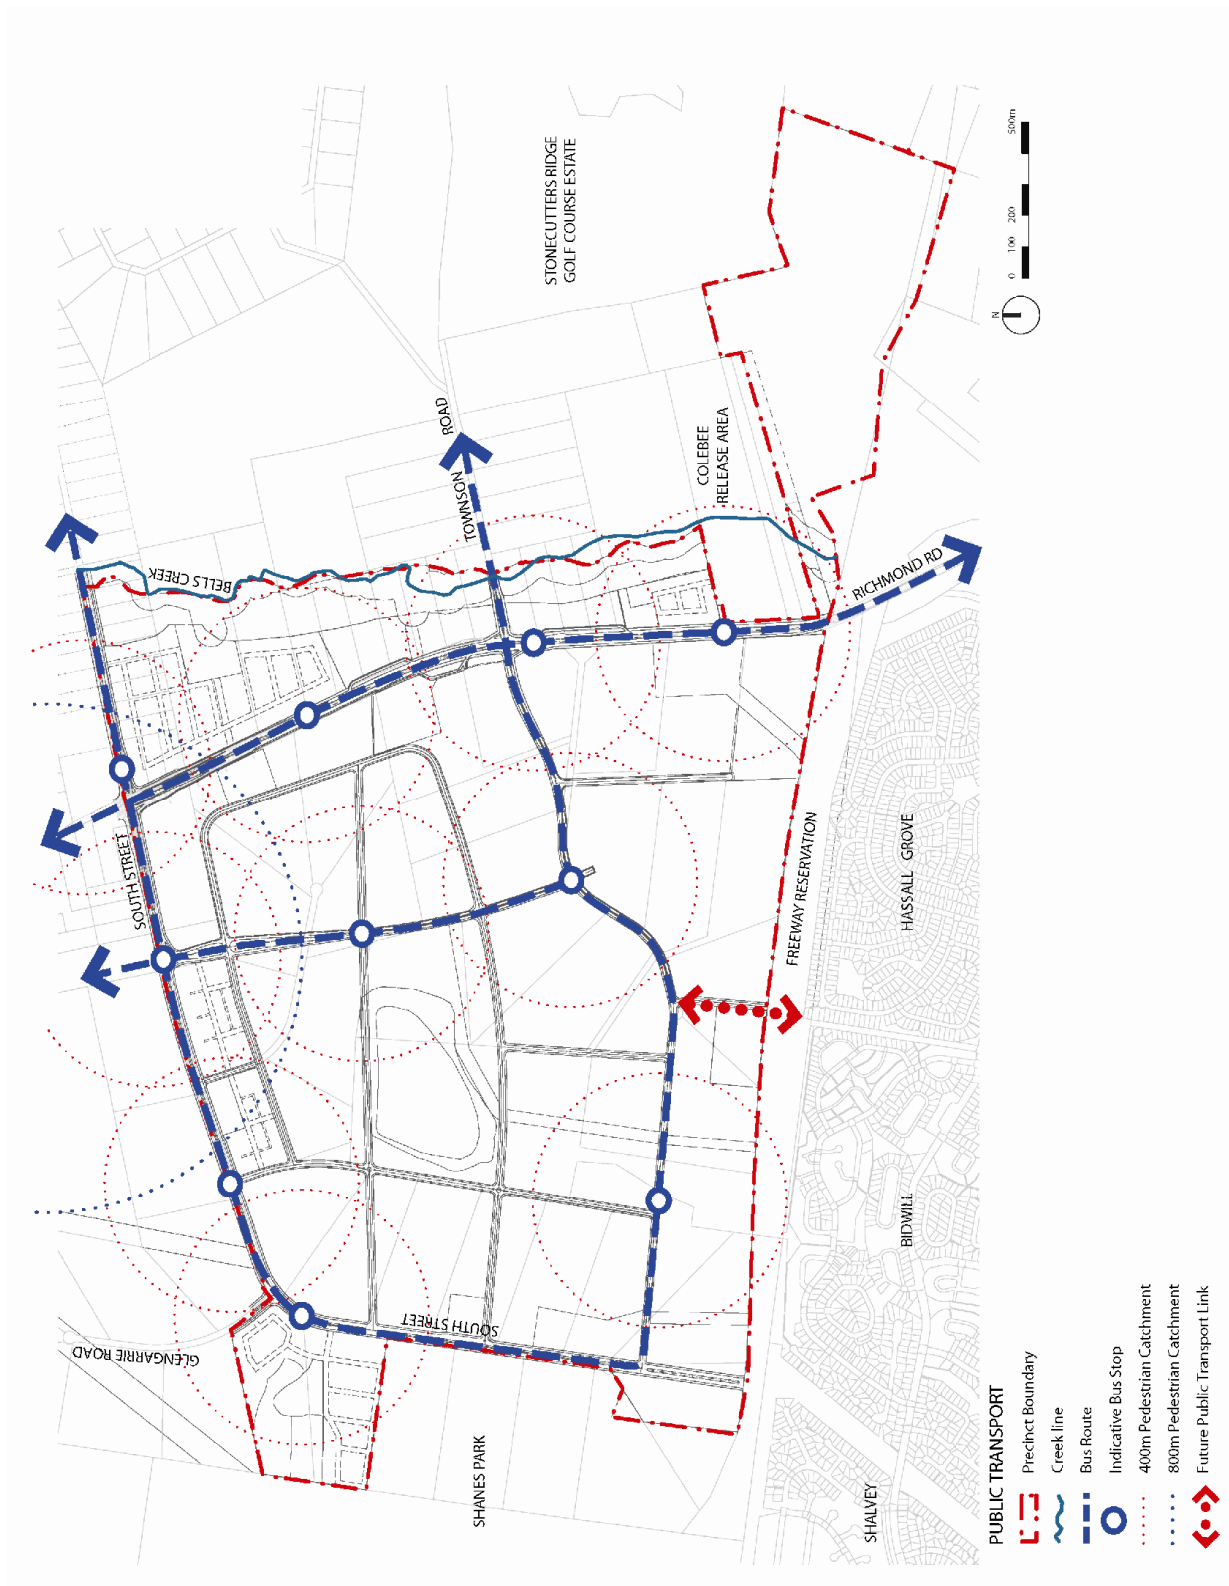 STONECUTTERS RIDGE
GOLF COURSE ESTATE
TOWNSON
ROAD
COLEBEE
RELEASE AREA
BELLS CREEK
RICHMOND RD
SOUTH STREET
FREEWAY RESERVATION
HASSALL GROVE
BIDWILL
SOUTH STREET
GLENGARRIE ROAD
SHANES PARK
SHALVEY
N
0
100
200
500m
PUBLIC TRANSPORT
Precinct Boundary
Creek line
Bus Route
Indicative Bus Stop
400m Pedestrian Catchment
800m Pedestrian Catchment
Future Public Transport Link